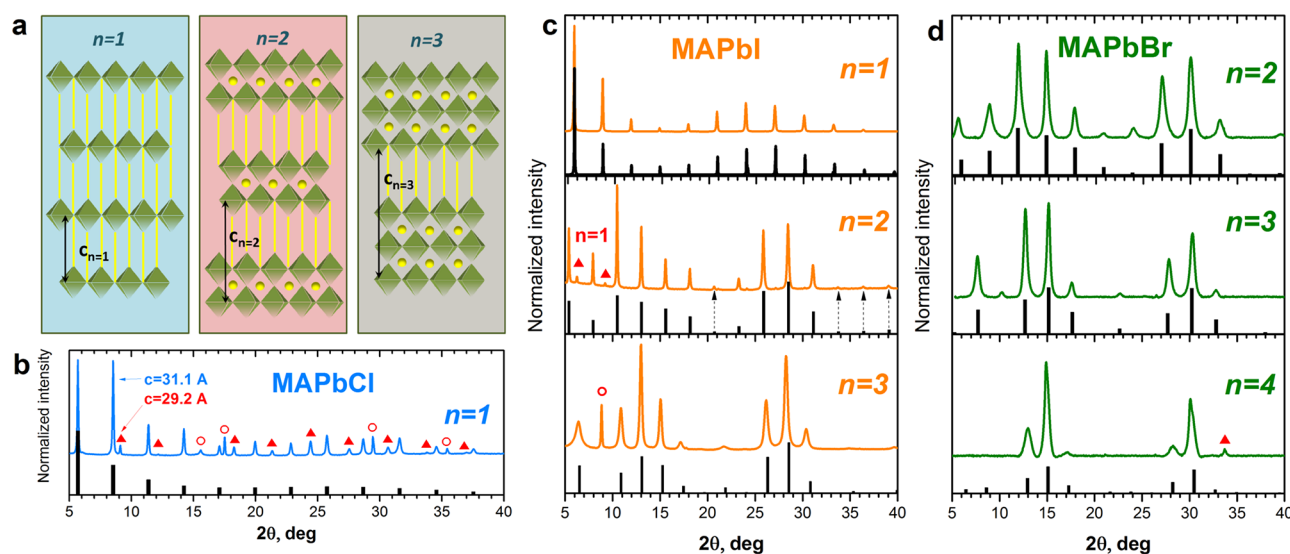 a
n=1
n=2
n=3
cn=1
cn=2
cn=3
b
Normalized intensity
MAPbCl
c=31.1 A
c=29.2 A
n=1
5 10 15 20 25 30 35 40
2θ, deg
c
Normalized intensity
MAPbI
n=1
n=2
n=1
n=3
5 10 15 20 25 30 35 40
2θ, deg
d
Normalized intensity
MAPbBr
n=2
n=3
n=4
5 10 15 20 25 30 35 40
2θ, deg